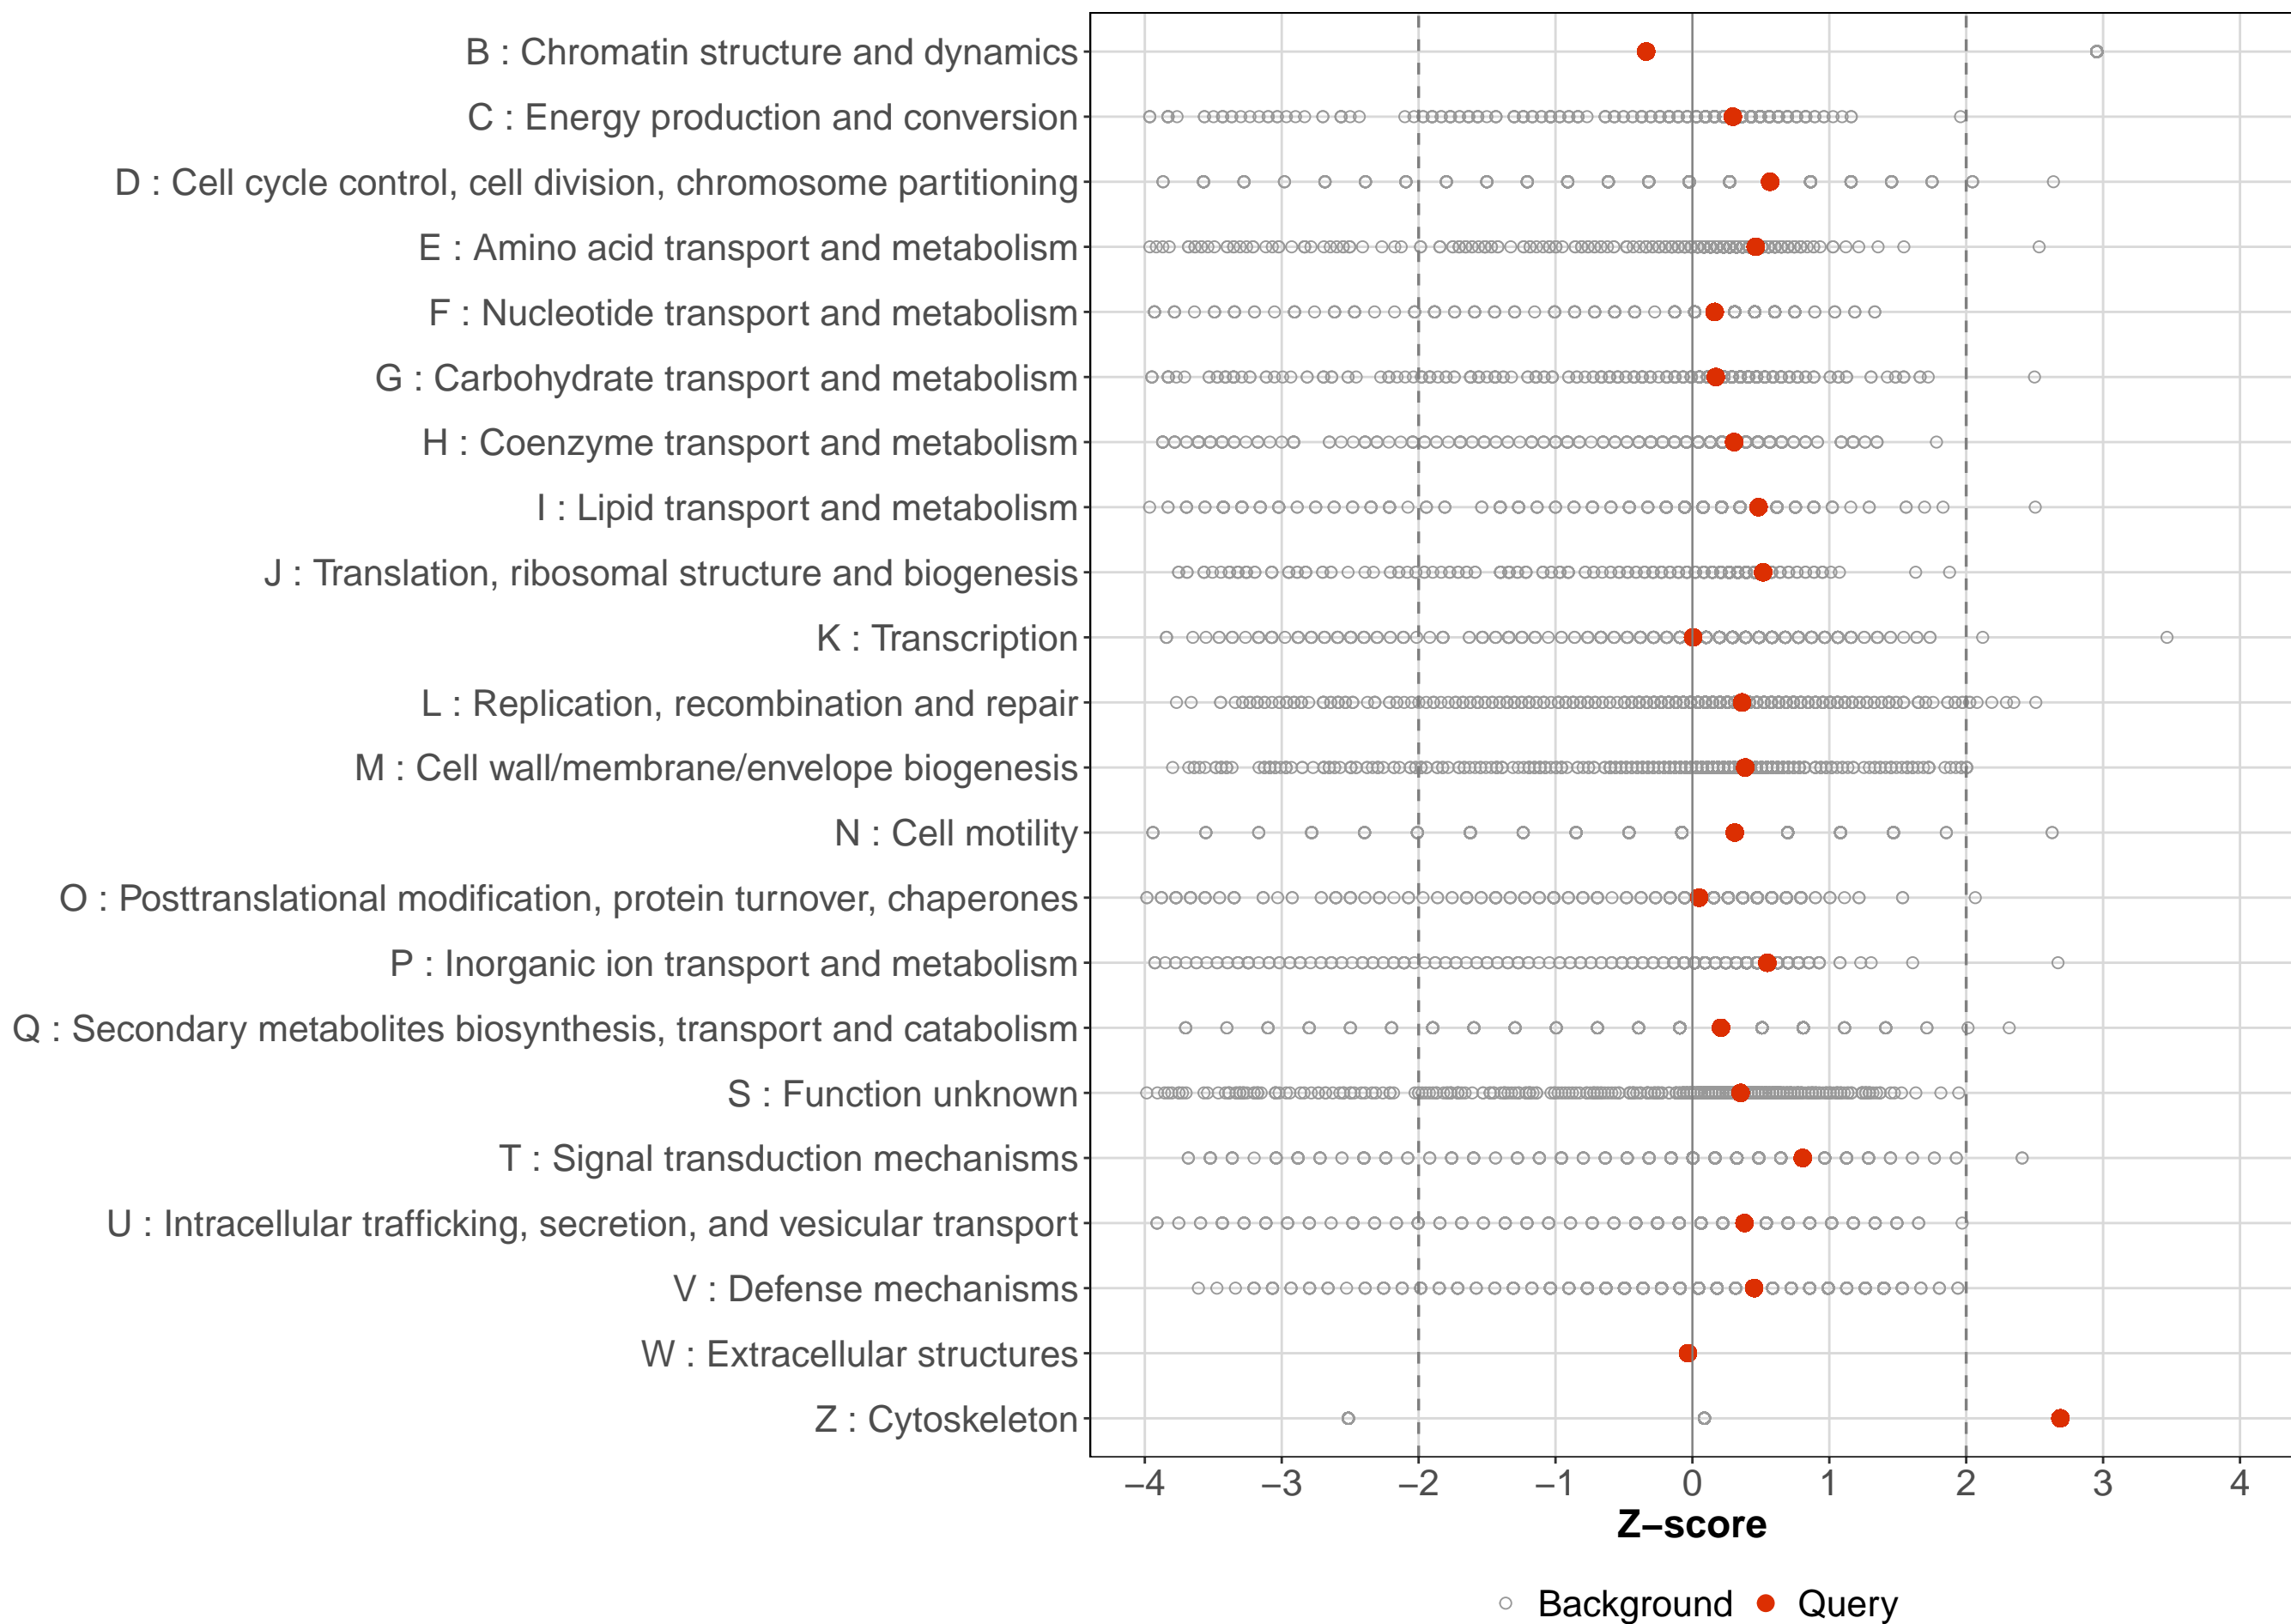 B : Chromatin structure and dynamics
C : Energy production and conversion
D : Cell cycle control, cell division, chromosome partitioning
E : Amino acid transport and metabolism
F : Nucleotide transport and metabolism
G : Carbohydrate transport and metabolism
H : Coenzyme transport and metabolism
I : Lipid transport and metabolism
J : Translation, ribosomal structure and biogenesis
K : Transcription
L : Replication, recombination and repair
M : Cell wall/membrane/envelope biogenesis
N : Cell motility
O : Posttranslational modification, protein turnover, chaperones
P : Inorganic ion transport and metabolism
Q : Secondary metabolites biosynthesis, transport and catabolism
S : Function unknown
T : Signal transduction mechanisms
U : Intracellular trafficking, secretion, and vesicular transport
V : Defense mechanisms
W : Extracellular structures
Z : Cytoskeleton
−4 −3 −2 −1 0 1 2 3 4
Z−score
Background Query